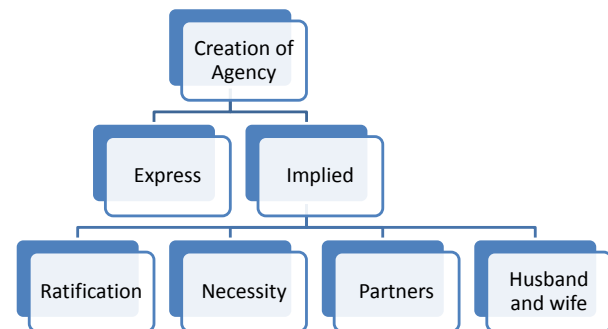 Creation of
Agency
Express
Implied
Ratification
Necessity
Partners
Husband
and wife